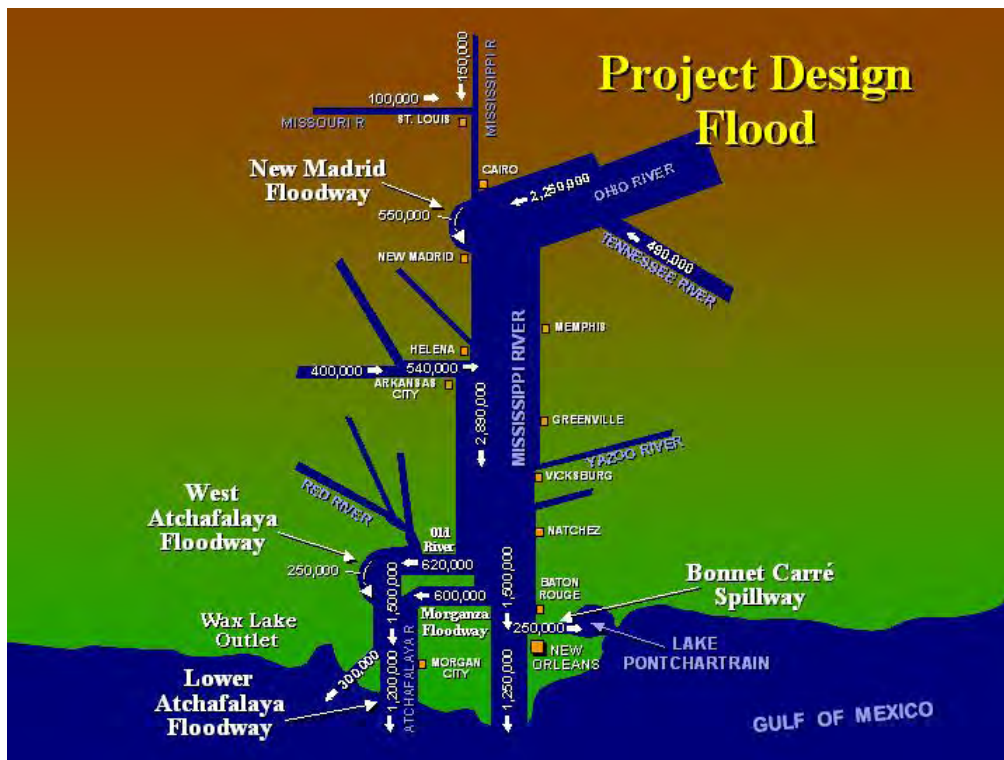 Project Design
Flood
150,000
MISSISSIPPI R
100,000
MISSOURI R
ST. LOUIS
New Madrid
Floodway
CAIRO
2,250,000
OHIO RIVER
550,000
NEW MADRID
490,000
TENNESSEE RIVER
MISSISSIPPI RIVER
MEMPHIS
HELENA
400,000
540,000
ARKANSAS
CITY
2,890,000
GREENVILLE
YAZOO RIVER
VICKSBURG
RED RIVER
West
Atchafalaya
Floodway
Old
River
NATCHEZ
250,000
620,000
1,500,000
600,000
1,500,000
BATON
ROUGE
Bonnet Carré
Spillway
Morganza
Floodway
250,000
Wax Lake
Outlet
NEW
ORLEANS
LAKE
PONTCHARTRAIN
300,000
MORGAN
CITY
Lower
Atchafalaya
Floodway
1,200,000
ATCHAFALAYA R
1,250,000
GULF OF MEXICO